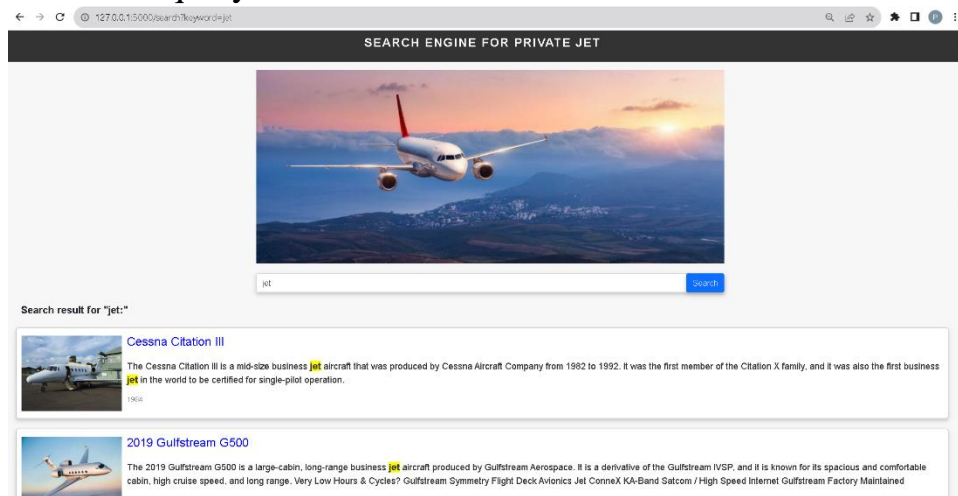 127.0.0.1:5000/search?keyword=jet
P
SEARCH ENGINE FOR PRIVATE JET
jet
Search
Search result for "jet:"
Cessna Citation III
The Cessna Citation III is a mid-size business jet aircraft that was produced by Cessna Aircraft Company from 1982 to 1992. It was the first member of the Citation X family, and it was also the first business
jet in the world to be certified for single-pilot operation.
1984
2019 Gulfstream G500
The 2019 Gulfstream G500 is a large-cabin, long-range business jet aircraft produced by Gulfstream Aerospace. It is a derivative of the Gulfstream IVSP, and it is known for its spacious and comfortable
cabin, high cruise speed, and long range. Very Low Hours & Cycles? Gulfstream Symmetry Flight Deck Avionics Jet ConneX KA-Band Satcom / High Speed Internet Gulfstream Factory Maintained